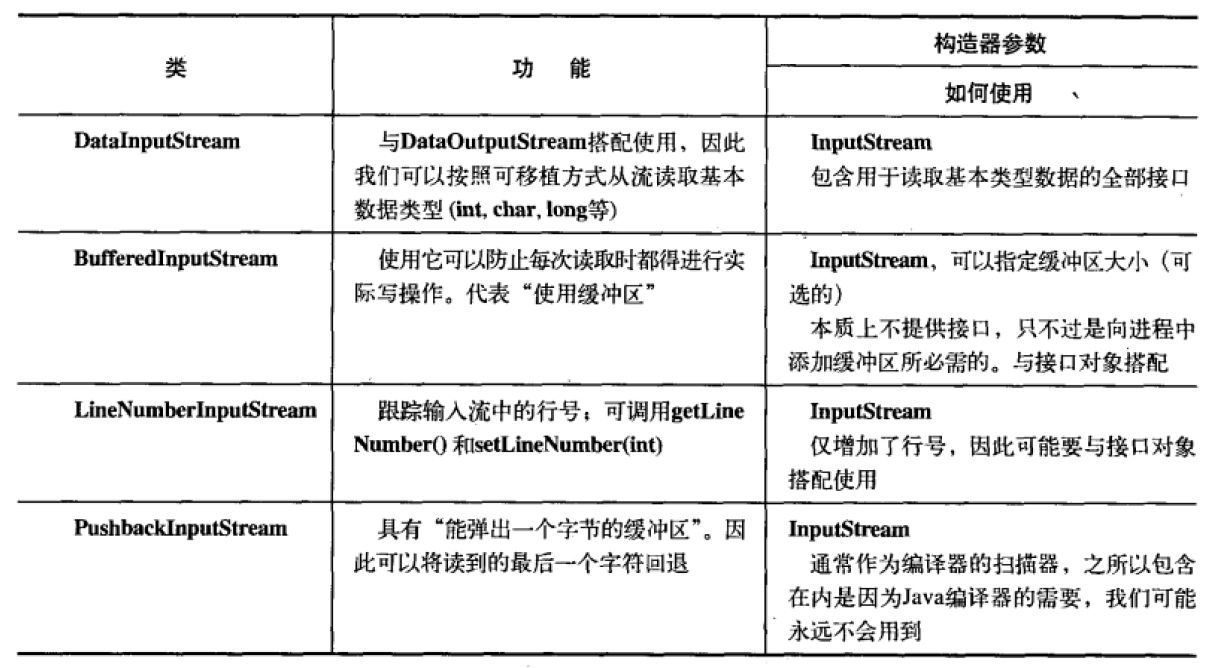 类
功 能
构造器参数
如何使用
DataInputStream
与DataOutputStream搭配使用，因此
我们可以按照可移植方式从流读取基本
数据类型 (int, char, long等)
InputStream
包含用于读取基本类型数据的全部接口
BufferedInputStream
使用它可以防止每次读取时都得进行实
际写操作。代表“使用缓冲区”
InputStream，可以指定缓冲区大小（可
选的）
本质上不提供接口，只不过是向进程中
添加缓冲区所必需的。与接口对象搭配
LineNumberInputStream
跟踪输入流中的行号；可调用getLine
Number() 和setLineNumber(int)
InputStream
仅增加了行号，因此可能要与接口对象
搭配使用
PushbackInputStream
具有“能弹出一个字节的缓冲区”。因
此可以将读到的最后一个字符回退
InputStream
通常作为编译器的扫描器，之所以包含
在内是因为Java编译器的需要，我们可能
永远不会用到